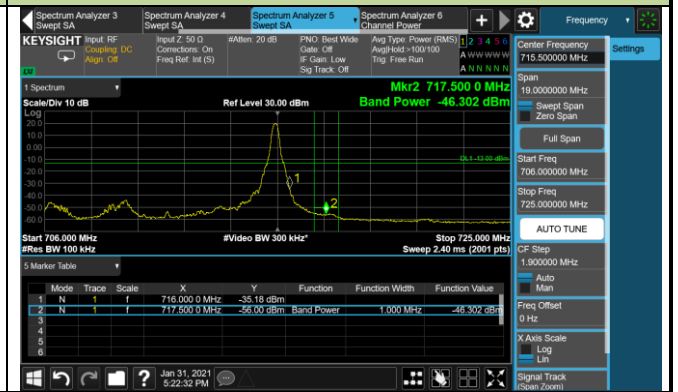 Spectrum Analyzer 3
Swept SA
Spectrum Analyzer 4
Swept SA
Spectrum Analyzer 5
Swept SA
Spectrum Analyzer 6
Channel Power
+
Frequency
KEYSIGHT
Input: RF
Coupling: DC
Align: Off
Input Z: 50 Ω
Corrections: On
Freq Ref: Int (S)
#Atten: 20 dB
PNO: Best Wide
Gate: Off
IF Gain: Low
Sig Track: Off
Avg Type: Power (RMS)
Avg|Hold:>100/100
Trig: Free Run
1 2 3 4 5 6
A W W W W W
A N N N N N
LXI
1 Spectrum
Scale/Div 10 dB
Ref Level 30.00 dBm
Mkr2 717.500 0 MHz
Band Power -46.302 dBm
Log
20.0
10.0
0.00
-10.0
-20.0
-30.0
-40.0
-50.0
-60.0
DL1 -13.00 dBm
1
2
Start 706.000 MHz
#Video BW 300 kHz*
Stop 725.000 MHz
#Res BW 100 kHz
Sweep 2.40 ms (2001 pts)
5 Marker Table
Mode Trace Scale X Y Function Function Width Function Value
1 N 1 f 716.000 0 MHz -35.18 dBm
2 N 1 f 717.500 0 MHz -56.00 dBm Band Power 1.000 MHz -46.302 dBm
3
4
5
6
?
Jan 31, 2021
5:22:32 PM
Settings
Center Frequency
715.500000 MHz
Span
19.0000000 MHz
Swept Span
Zero Span
Full Span
Start Freq
706.000000 MHz
Stop Freq
725.000000 MHz
AUTO TUNE
CF Step
1.900000 MHz
Auto
Man
Freq Offset
0 Hz
X Axis Scale
Log
Lin
Signal Track
(Span Zoom)